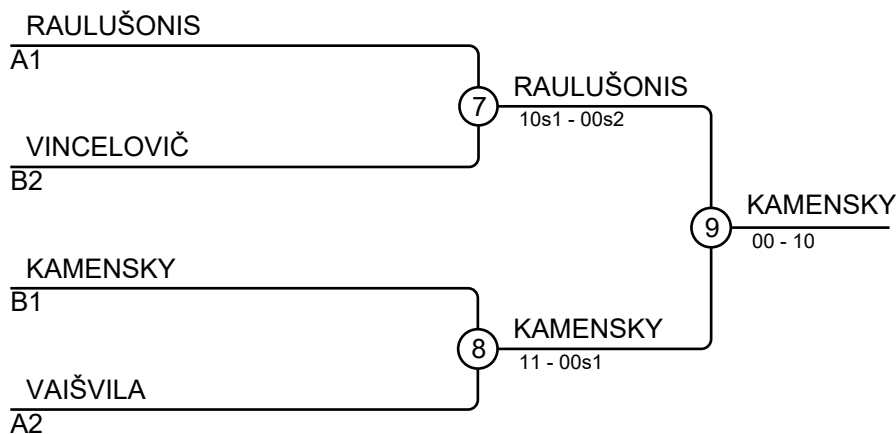 RAULUŠONIS
A1
7
RAULUŠONIS
10s1 - 00s2
VINCELOVIČ
B2
9
KAMENSKY
00 - 10
KAMENSKY
B1
8
KAMENSKY
11 - 00s1
VAIŠVILA
A2